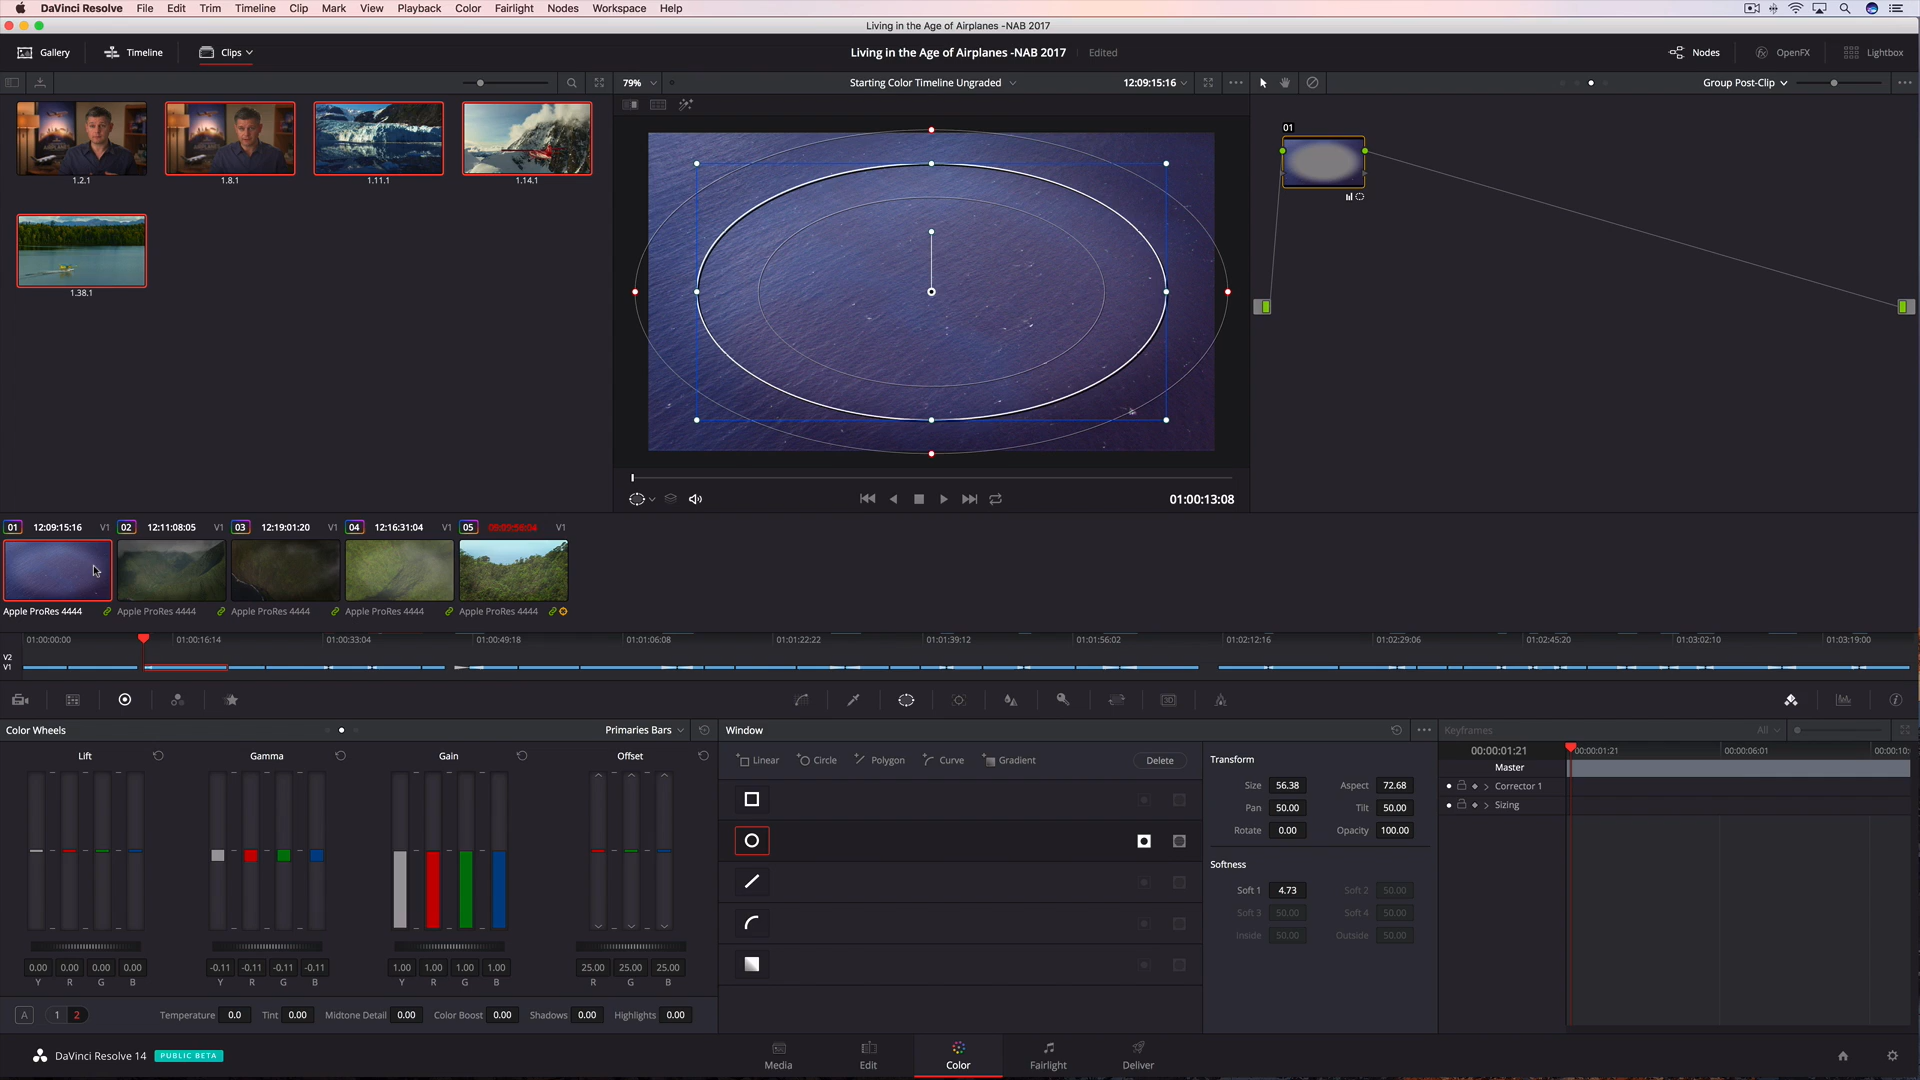 DaVinci Resolve File Edit Trim Timeline Clip Mark View Playback Color Fairlight Nodes Workspace Help
Living in the Age of Airplanes -NAB 2017
Gallery Timeline Clips Living in the Age of Airplanes -NAB 2017 Edited Nodes OpenFX Lightbox
79% Starting Color Timeline Ungraded 12:09:15:16 Group Post-Clip
01
1.2.1 1.8.1 1.11.1 1.14.1
1.38.1
01:00:13:08
01 12:09:15:16 V1 02 12:11:08:05 V1 03 12:19:01:20 V1 04 12:16:31:04 V1 05 V1
Apple ProRes 4444 Apple ProRes 4444 Apple ProRes 4444 Apple ProRes 4444 Apple ProRes 4444
01:00:00:00 01:00:16:14 01:00:33:04 01:00:49:18 01:01:06:08 01:01:22:22 01:01:39:12 01:01:56:02 01:02:12:16 01:02:29:06 01:02:45:20 01:03:02:10 01:03:19:00
V2
V1
3D
Color Wheels Primaries Bars Window Keyframes All
Lift Gamma Gain Offset
Linear Circle Polygon Curve Gradient Delete
Transform
Size 56.38 Aspect 72.68
Pan 50.00 Tilt 50.00
Rotate 0.00 Opacity 100.00
Softness
Soft 1 4.73 Soft 2 50.00
Soft 3 50.00 Soft 4 50.00
Inside 50.00 Outside 50.00
00:00:01:21 00:00:01:21 00:00:06:01 00:00:10:
Master
Corrector 1
Sizing
0.00 0.00 0.00 0.00 -0.11 -0.11 -0.11 -0.11 1.00 1.00 1.00 1.00 25.00 25.00 25.00
Y R G B Y R G B Y R G B R G B
A 1 2 Temperature 0.0 Tint 0.00 Midtone Detail 0.00 Color Boost 0.00 Shadows 0.00 Highlights 0.00
DaVinci Resolve 14 PUBLIC BETA
Media Edit Color Fairlight Deliver